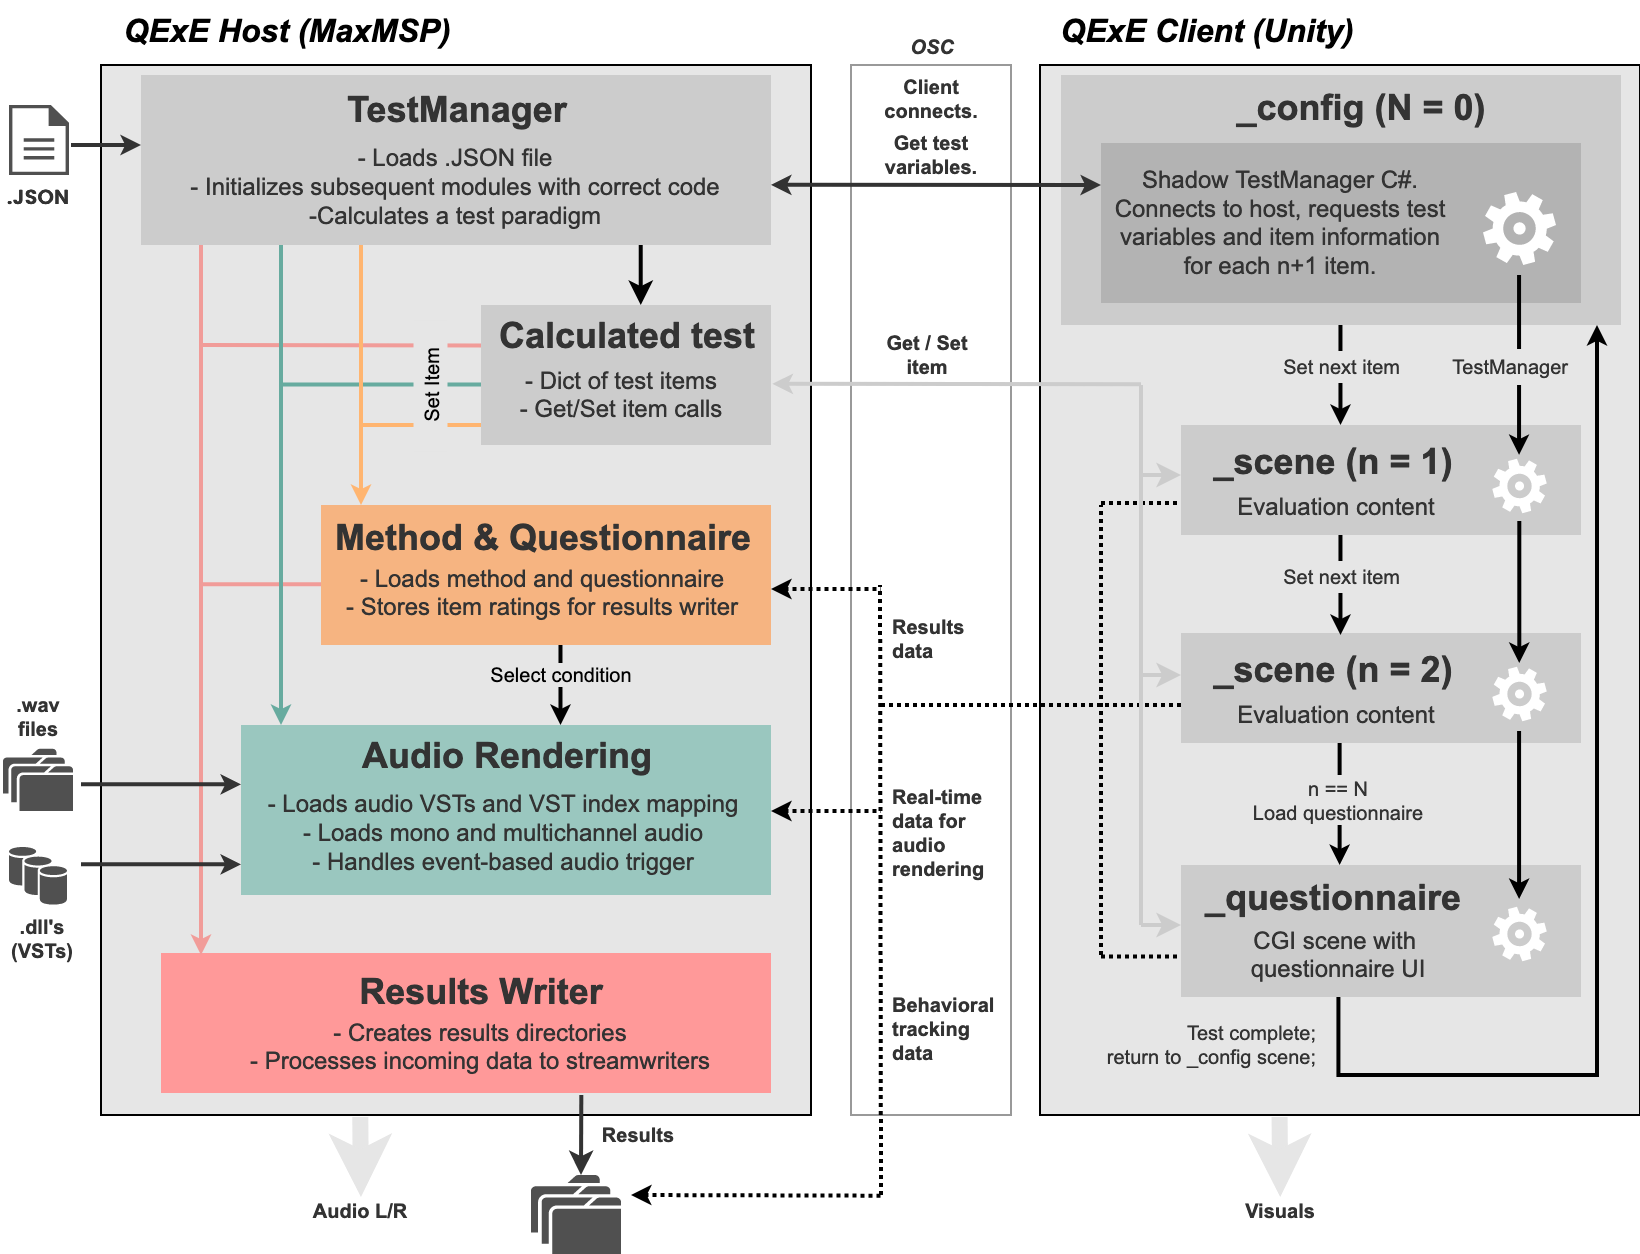 QExE Host (MaxMSP)
OSC
QExE Client (Unity)
.JSON
TestManager
- Loads .JSON file
- Initializes subsequent modules with correct code
-Calculates a test paradigm
Client
connects.
Get test
variables.
_config (N = 0)
Shadow TestManager C#.
Connects to host, requests test
variables and item information
for each n+1 item.
Calculated test
- Dict of test items
- Get/Set item calls
Set Item
Get / Set
item
Set next item
TestManager
_scene (n = 1)
Evaluation content
Method & Questionnaire
- Loads method and questionnaire
- Stores item ratings for results writer
Set next item
Results
data
Select condition
_scene (n = 2)
Evaluation content
.wav
files
Audio Rendering
- Loads audio VSTs and VST index mapping
- Loads mono and multichannel audio
- Handles event-based audio trigger
Real-time
data for
audio
rendering
n == N
Load questionnaire
.dll's
(VSTs)
_questionnaire
CGI scene with
questionnaire UI
Results Writer
- Creates results directories
- Processes incoming data to streamwriters
Behavioral
tracking
data
Test complete;
return to _config scene;
Results
Audio L/R
Visuals